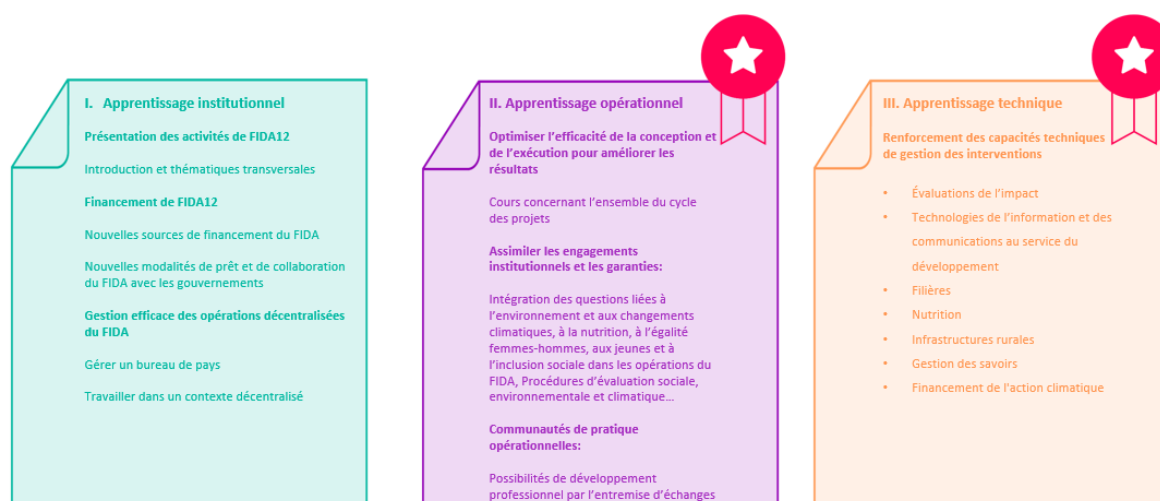 I. Apprentissage institutionnel
Présentation des activités de FIDA12
Introduction et thématiques transversales
Financement de FIDA12
Nouvelles sources de financement du FIDA
Nouvelles modalités de prêt et de collaboration
du FIDA avec les gouvernements
Gestion efficace des opérations décentralisées
du FIDA
Gérer un bureau de pays
Travailler dans un contexte décentralisé
II. Apprentissage opérationnel
Optimiser l’efficacité de la conception et
de l’exécution pour améliorer les
résultats
Cours concernant l’ensemble du cycle
des projets
Assimiler les engagements
institutionnels et les garanties:
Intégration des questions liées à
l’environnement et aux changements
climatiques, à la nutrition, à l’égalité
femmes-hommes, aux jeunes et à
l’inclusion sociale dans les opérations du
FIDA, Procédures d’évaluation sociale,
environnementale et climatique…
Communautés de pratique
opérationnelles:
Possibilités de développement
professionnel par l’entremise d’échanges
III. Apprentissage technique
Renforcement des capacités techniques
de gestion des interventions
• Évaluations de l’impact
• Technologies de l’information et des
communications au service du
développement
• Filières
• Nutrition
• Infrastructures rurales
• Gestion des savoirs
• Financement de l'action climatique